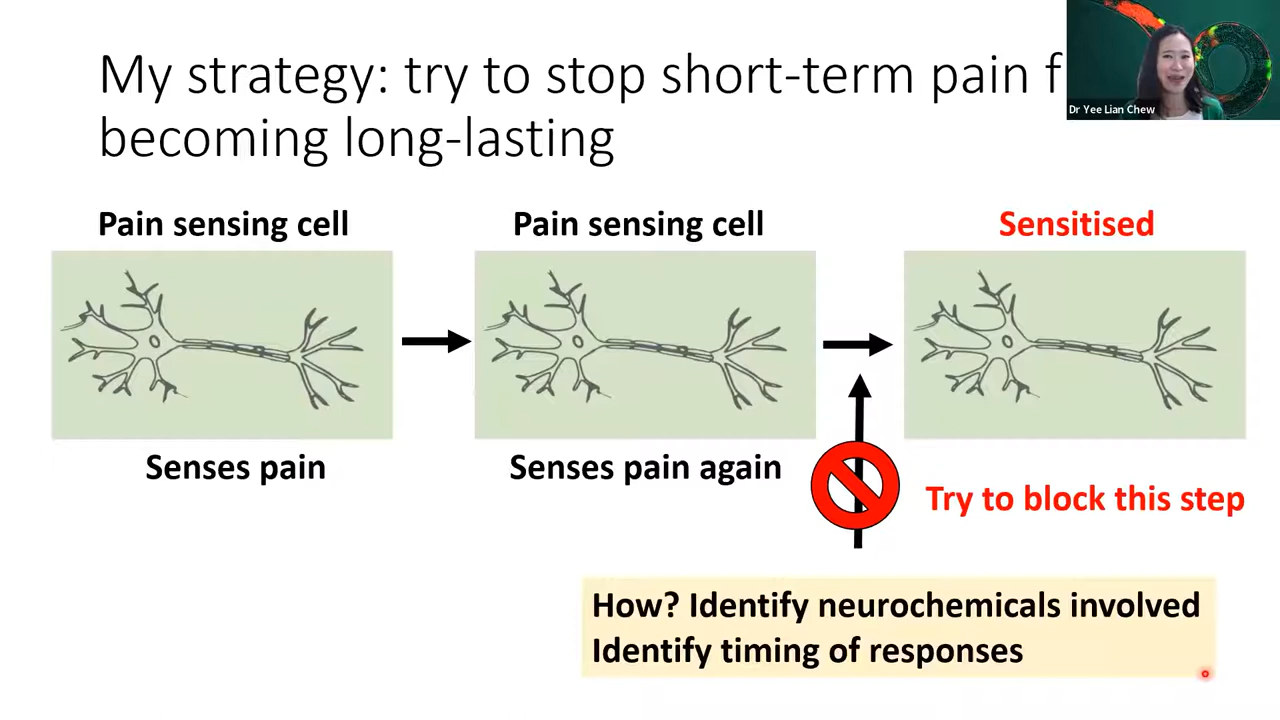 My strategy: try to stop short-term pain f
becoming long-lasting
Dr Yee Lian Chew
Pain sensing cell
Pain sensing cell
Sensitised
Senses pain
Senses pain again
Try to block this step
How? Identify neurochemicals involved
Identify timing of responses